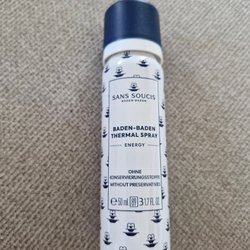 SANS SOUCIS
BADEN-BADEN
BADEN-BADEN
THERMAL SPRAY
ENERGY
OHNE
KONSERVIERUNGSSTOFFE
WITHOUT PRESERVATIVES
e 50 ml 3 1.7 FL. OZ.